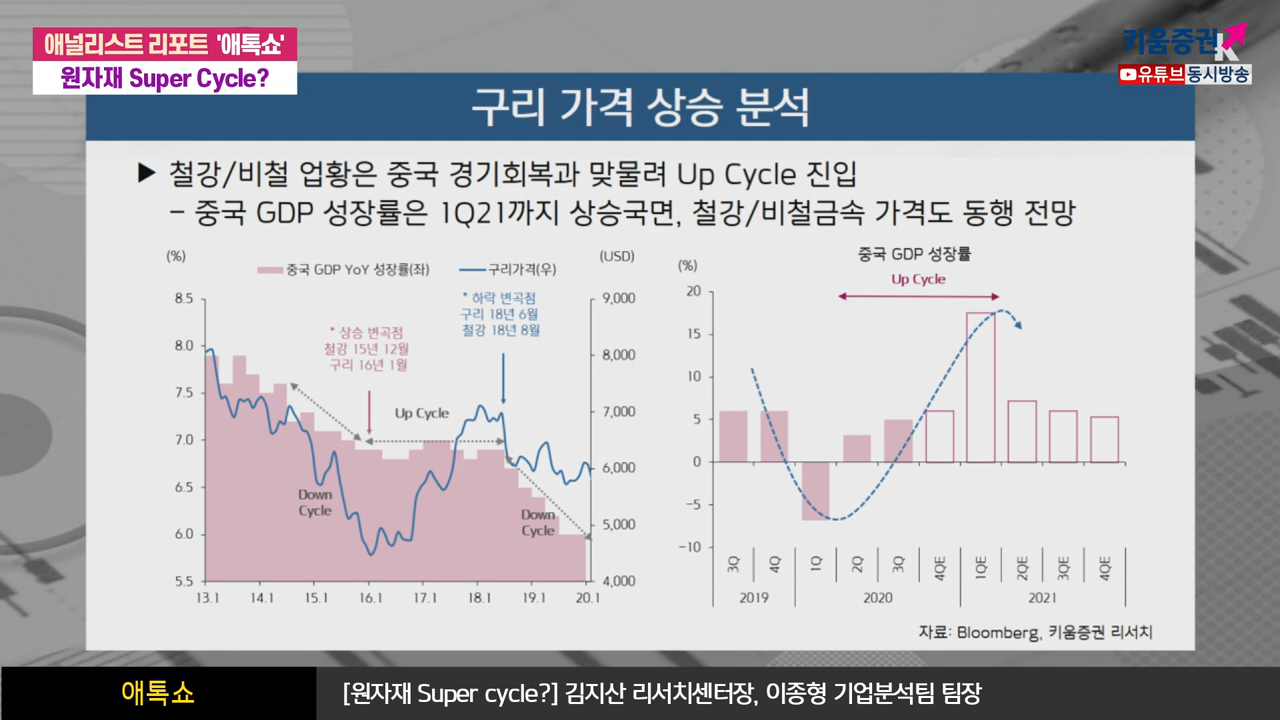 애널리스트 리포트 '애톡쇼'
원자재 Super Cycle?
키움증권
유튜브동시방송
구리 가격 상승 분석
▶ 철강/비철 업황은 중국 경기회복과 맞물려 Up Cycle 진입
– 중국 GDP 성장률은 1Q21까지 상승국면, 철강/비철금속 가격도 동행 전망
(%)
(USD)
중국 GDP YoY 성장률(좌)
구리가격(우)
8.5
8.0
7.5
7.0
6.5
6.0
5.5
9,000
8,000
7,000
6,000
5,000
4,000
* 상승 변곡점
철강 15년 12월
구리 16년 1월
* 하락 변곡점
구리 18년 6월
철강 18년 8월
Up Cycle
Down
Cycle
Down
Cycle
13.1 14.1 15.1 16.1 17.1 18.1 19.1 20.1
중국 GDP 성장률
(%)
Up Cycle
20
15
10
5
0
-5
-10
3Q 4Q 1Q 2Q 3Q 4QE 1QE 2QE 3QE 4QE
2019 2020 2021
자료: Bloomberg, 키움증권 리서치
애톡쇼
[원자재 Super cycle?] 김지산 리서치센터장, 이종형 기업분석팀 팀장